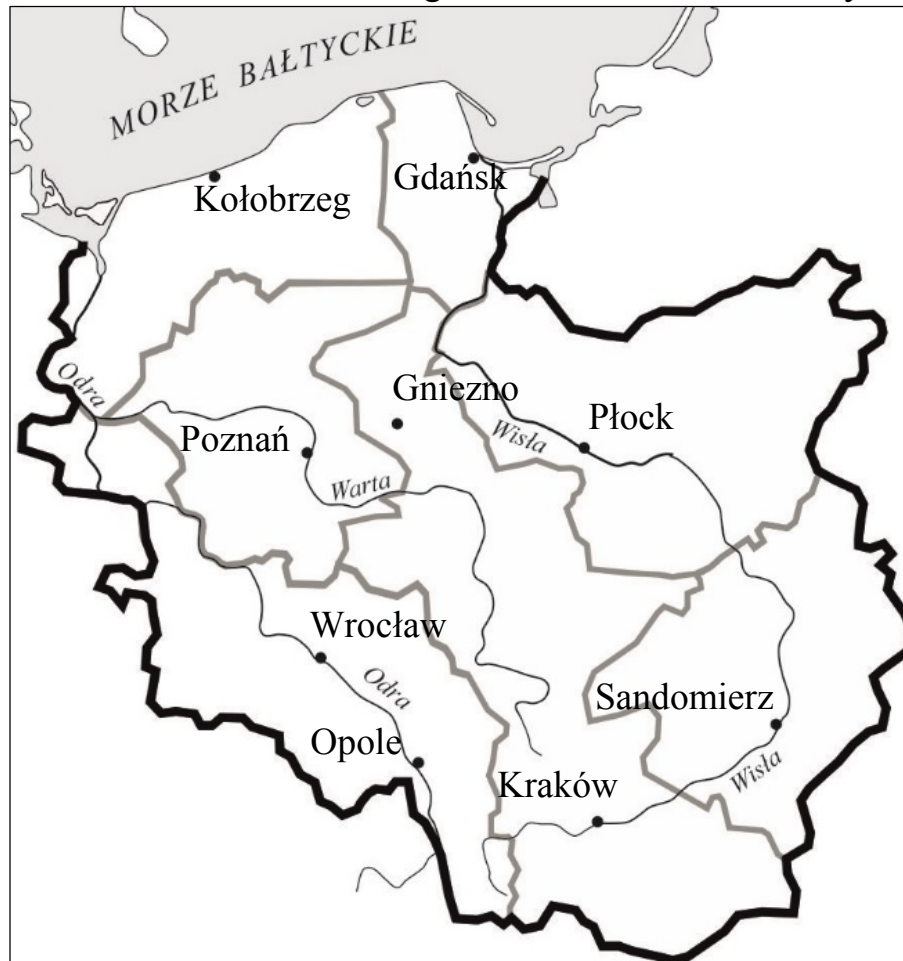 MORZE BAŁTYCKIE
Gdańsk
Kołobrzeg
Odra
Gniezno
Płock
Poznań
Wisła
Warta
Wrocław
Odra
Sandomierz
Opole
Kraków
Wisła